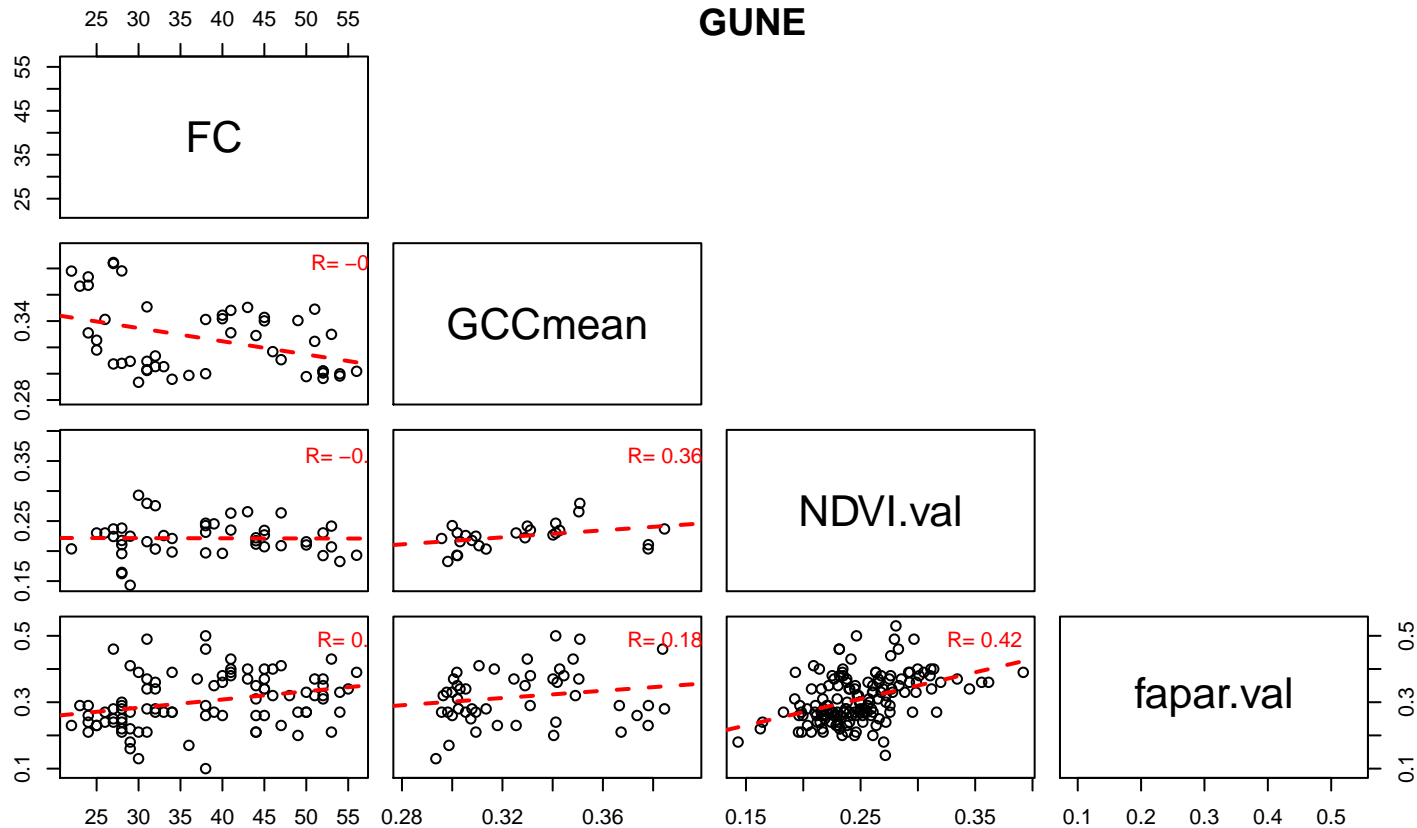 GUNE
25 30 35 40 45 50 55
55
45
35
25
FC
R= −0
0.34
0.28
GCCmean
R= −0.
0.35
0.25
0.15
R= 0.36
NDVI.val
R= 0.
0.5
0.3
0.1
R= 0.18
R= 0.42
fapar.val
0.5
0.3
0.1
25 30 35 40 45 50 55
0.28 0.32 0.36
0.15 0.25 0.35
0.1 0.2 0.3 0.4 0.5